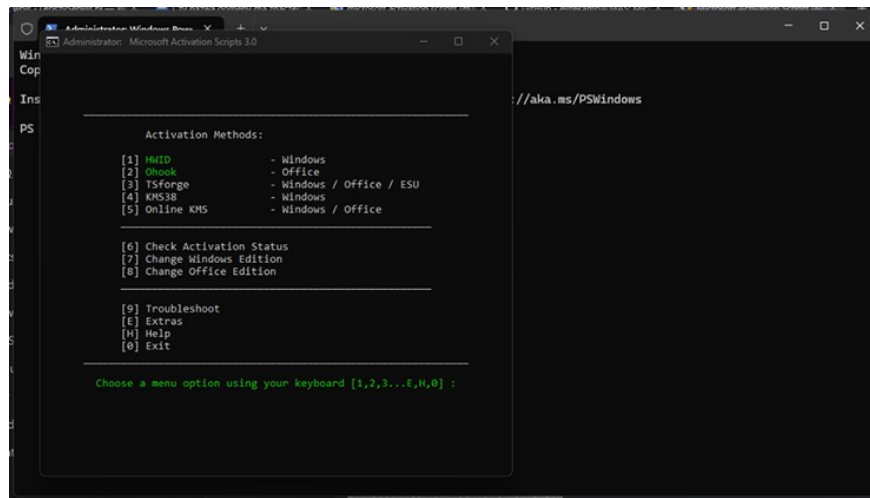 Administrator: Windows Pow
Administrator: Microsoft Activation Scripts 3.0
Win
Cop
Ins ://aka.ms/PSWindows
PS
Activation Methods:
[1] HWID - Windows
[2] Ohook - Office
[3] TSforge - Windows / Office / ESU
[4] KMS38 - Windows
[5] Online KMS - Windows / Office
[6] Check Activation Status
[7] Change Windows Edition
[8] Change Office Edition
[9] Troubleshoot
[E] Extras
[H] Help
[0] Exit
Choose a menu option using your keyboard [1,2,3...E,H,0] :